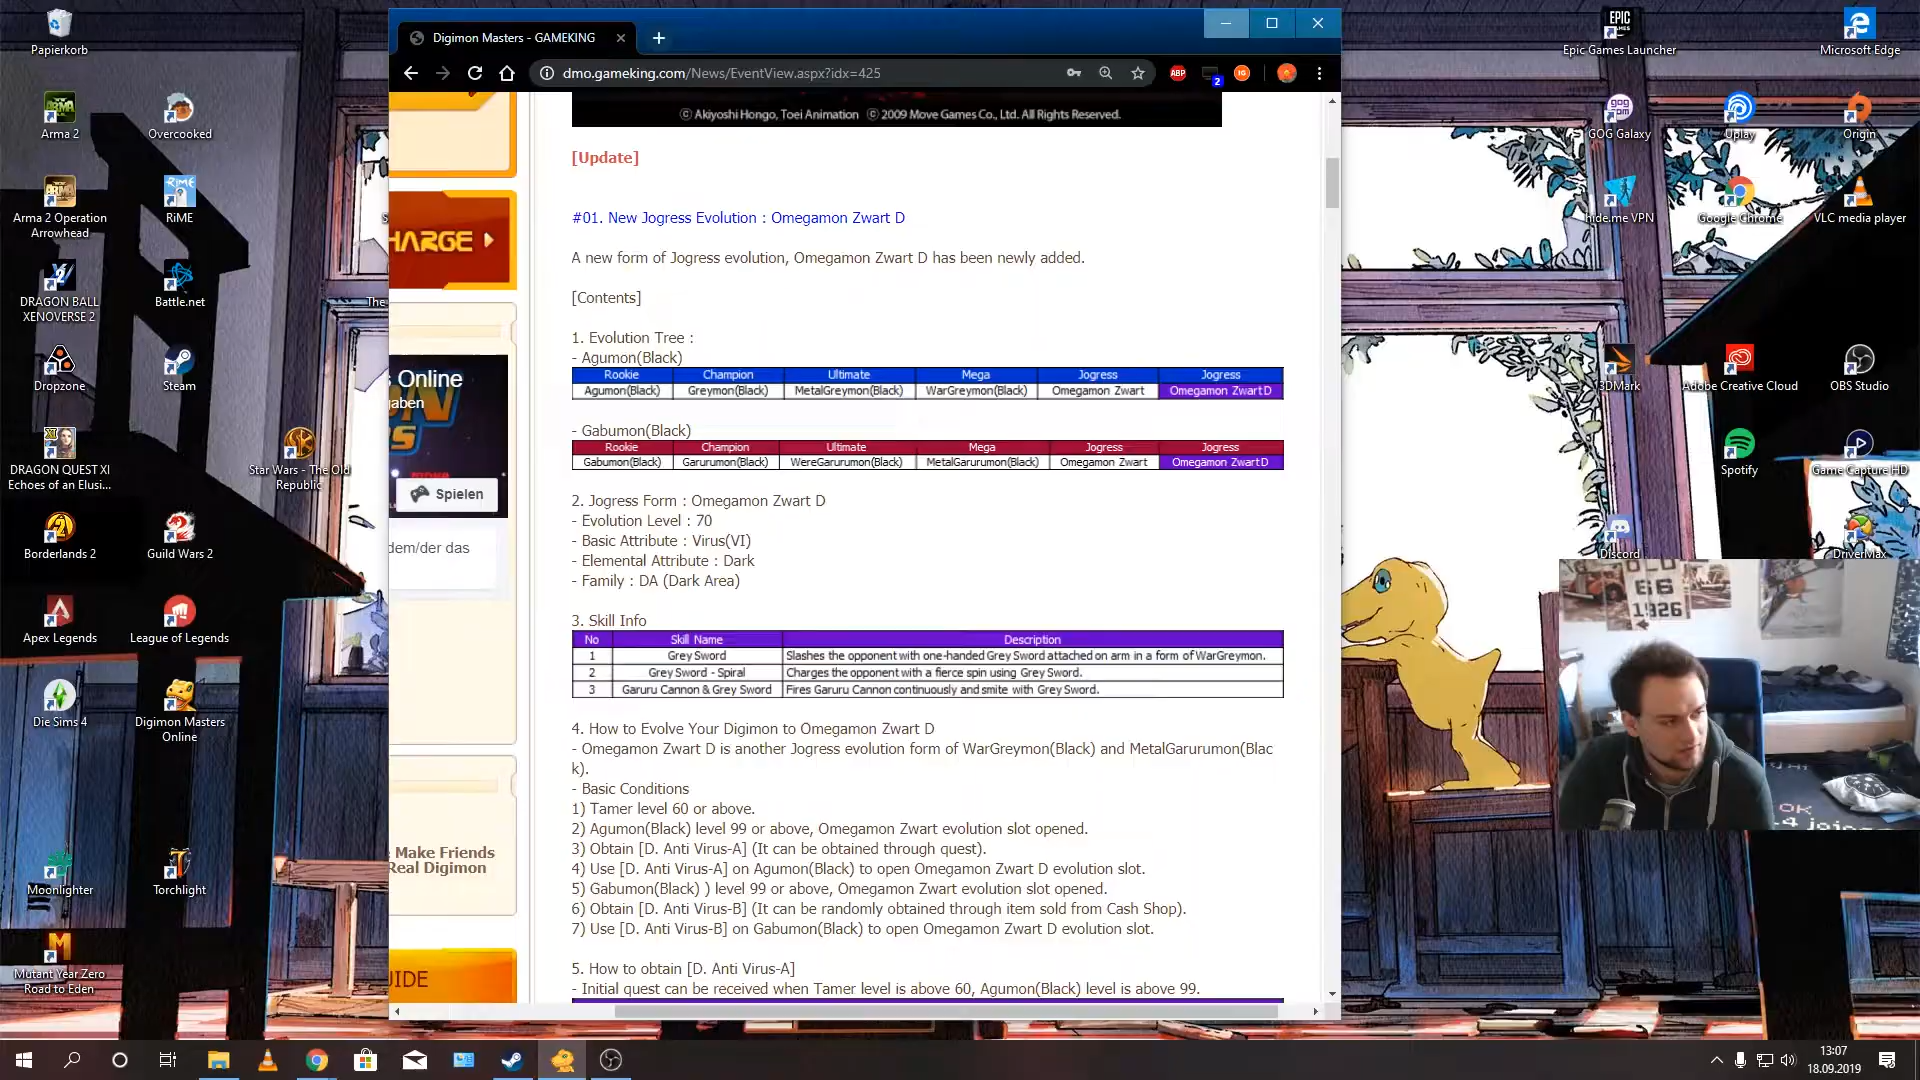 Papierkorb
Arma 2
Overcooked
Arma 2 Operation
Arrowhead
RiME
DRAGON BALL
XENOVERSE 2
Battle.net
The
Dropzone
Steam
DRAGON QUEST XI
Echoes of an Elusi...
Star Wars - The Old
Republic
Borderlands 2
Guild Wars 2
Apex Legends
League of Legends
Die Sims 4
Digimon Masters
Online
Moonlighter
Torchlight
Mutant Year Zero
Road to Eden
Digimon Masters - GAMEKING
dmo.gameking.com/News/EventView.aspx?idx=425
ABP
2
HARGE
s Online
aben
Spielen
dem/der das
Make Friends
Real Digimon
UIDE
ⓒ Akiyoshi Hongo, Toei Animation ⓒ 2009 Move Games Co., Ltd. All Rights Reserved.
[Update]
#01. New Jogress Evolution : Omegamon Zwart D
A new form of Jogress evolution, Omegamon Zwart D has been newly added.
[Contents]
1. Evolution Tree :
- Agumon(Black)
Rookie Champion Ultimate Mega Jogress Jogress
Agumon(Black) Greymon(Black) MetalGreymon(Black) WarGreymon(Black) Omegamon Zwart Omegamon Zwart D
- Gabumon(Black)
Rookie Champion Ultimate Mega Jogress Jogress
Gabumon(Black) Garurumon(Black) WereGarurumon(Black) MetalGarurumon(Black) Omegamon Zwart Omegamon Zwart D
2. Jogress Form : Omegamon Zwart D
- Evolution Level : 70
- Basic Attribute : Virus(VI)
- Elemental Attribute : Dark
- Family : DA (Dark Area)
3. Skill Info
No Skill Name Description
1 Grey Sword Slashes the opponent with one-handed Grey Sword attached on arm in a form of WarGreymon.
2 Grey Sword - Spiral Charges the opponent with a fierce spin using Grey Sword.
3 Garuru Cannon & Grey Sword Fires Garuru Cannon continuously and smite with Grey Sword.
4. How to Evolve Your Digimon to Omegamon Zwart D
- Omegamon Zwart D is another Jogress evolution form of WarGreymon(Black) and MetalGarurumon(Blac
k).
- Basic Conditions
1) Tamer level 60 or above.
2) Agumon(Black) level 99 or above, Omegamon Zwart evolution slot opened.
3) Obtain [D. Anti Virus-A] (It can be obtained through quest).
4) Use [D. Anti Virus-A] on Agumon(Black) to open Omegamon Zwart D evolution slot.
5) Gabumon(Black) ) level 99 or above, Omegamon Zwart evolution slot opened.
6) Obtain [D. Anti Virus-B] (It can be randomly obtained through item sold from Cash Shop).
7) Use [D. Anti Virus-B] on Gabumon(Black) to open Omegamon Zwart D evolution slot.
5. How to obtain [D. Anti Virus-A]
- Initial quest can be received when Tamer level is above 60, Agumon(Black) level is above 99.
EPIC
GAMES
Epic Games Launcher
Microsoft Edge
GOG Galaxy
Uplay
Origin
hide.me VPN
Google Chrome
VLC media player
3DMark
Adobe Creative Cloud
OBS Studio
Spotify
Game Capture HD
Discord
DriverMax
66
1926
OK
13:07
18.09.2019